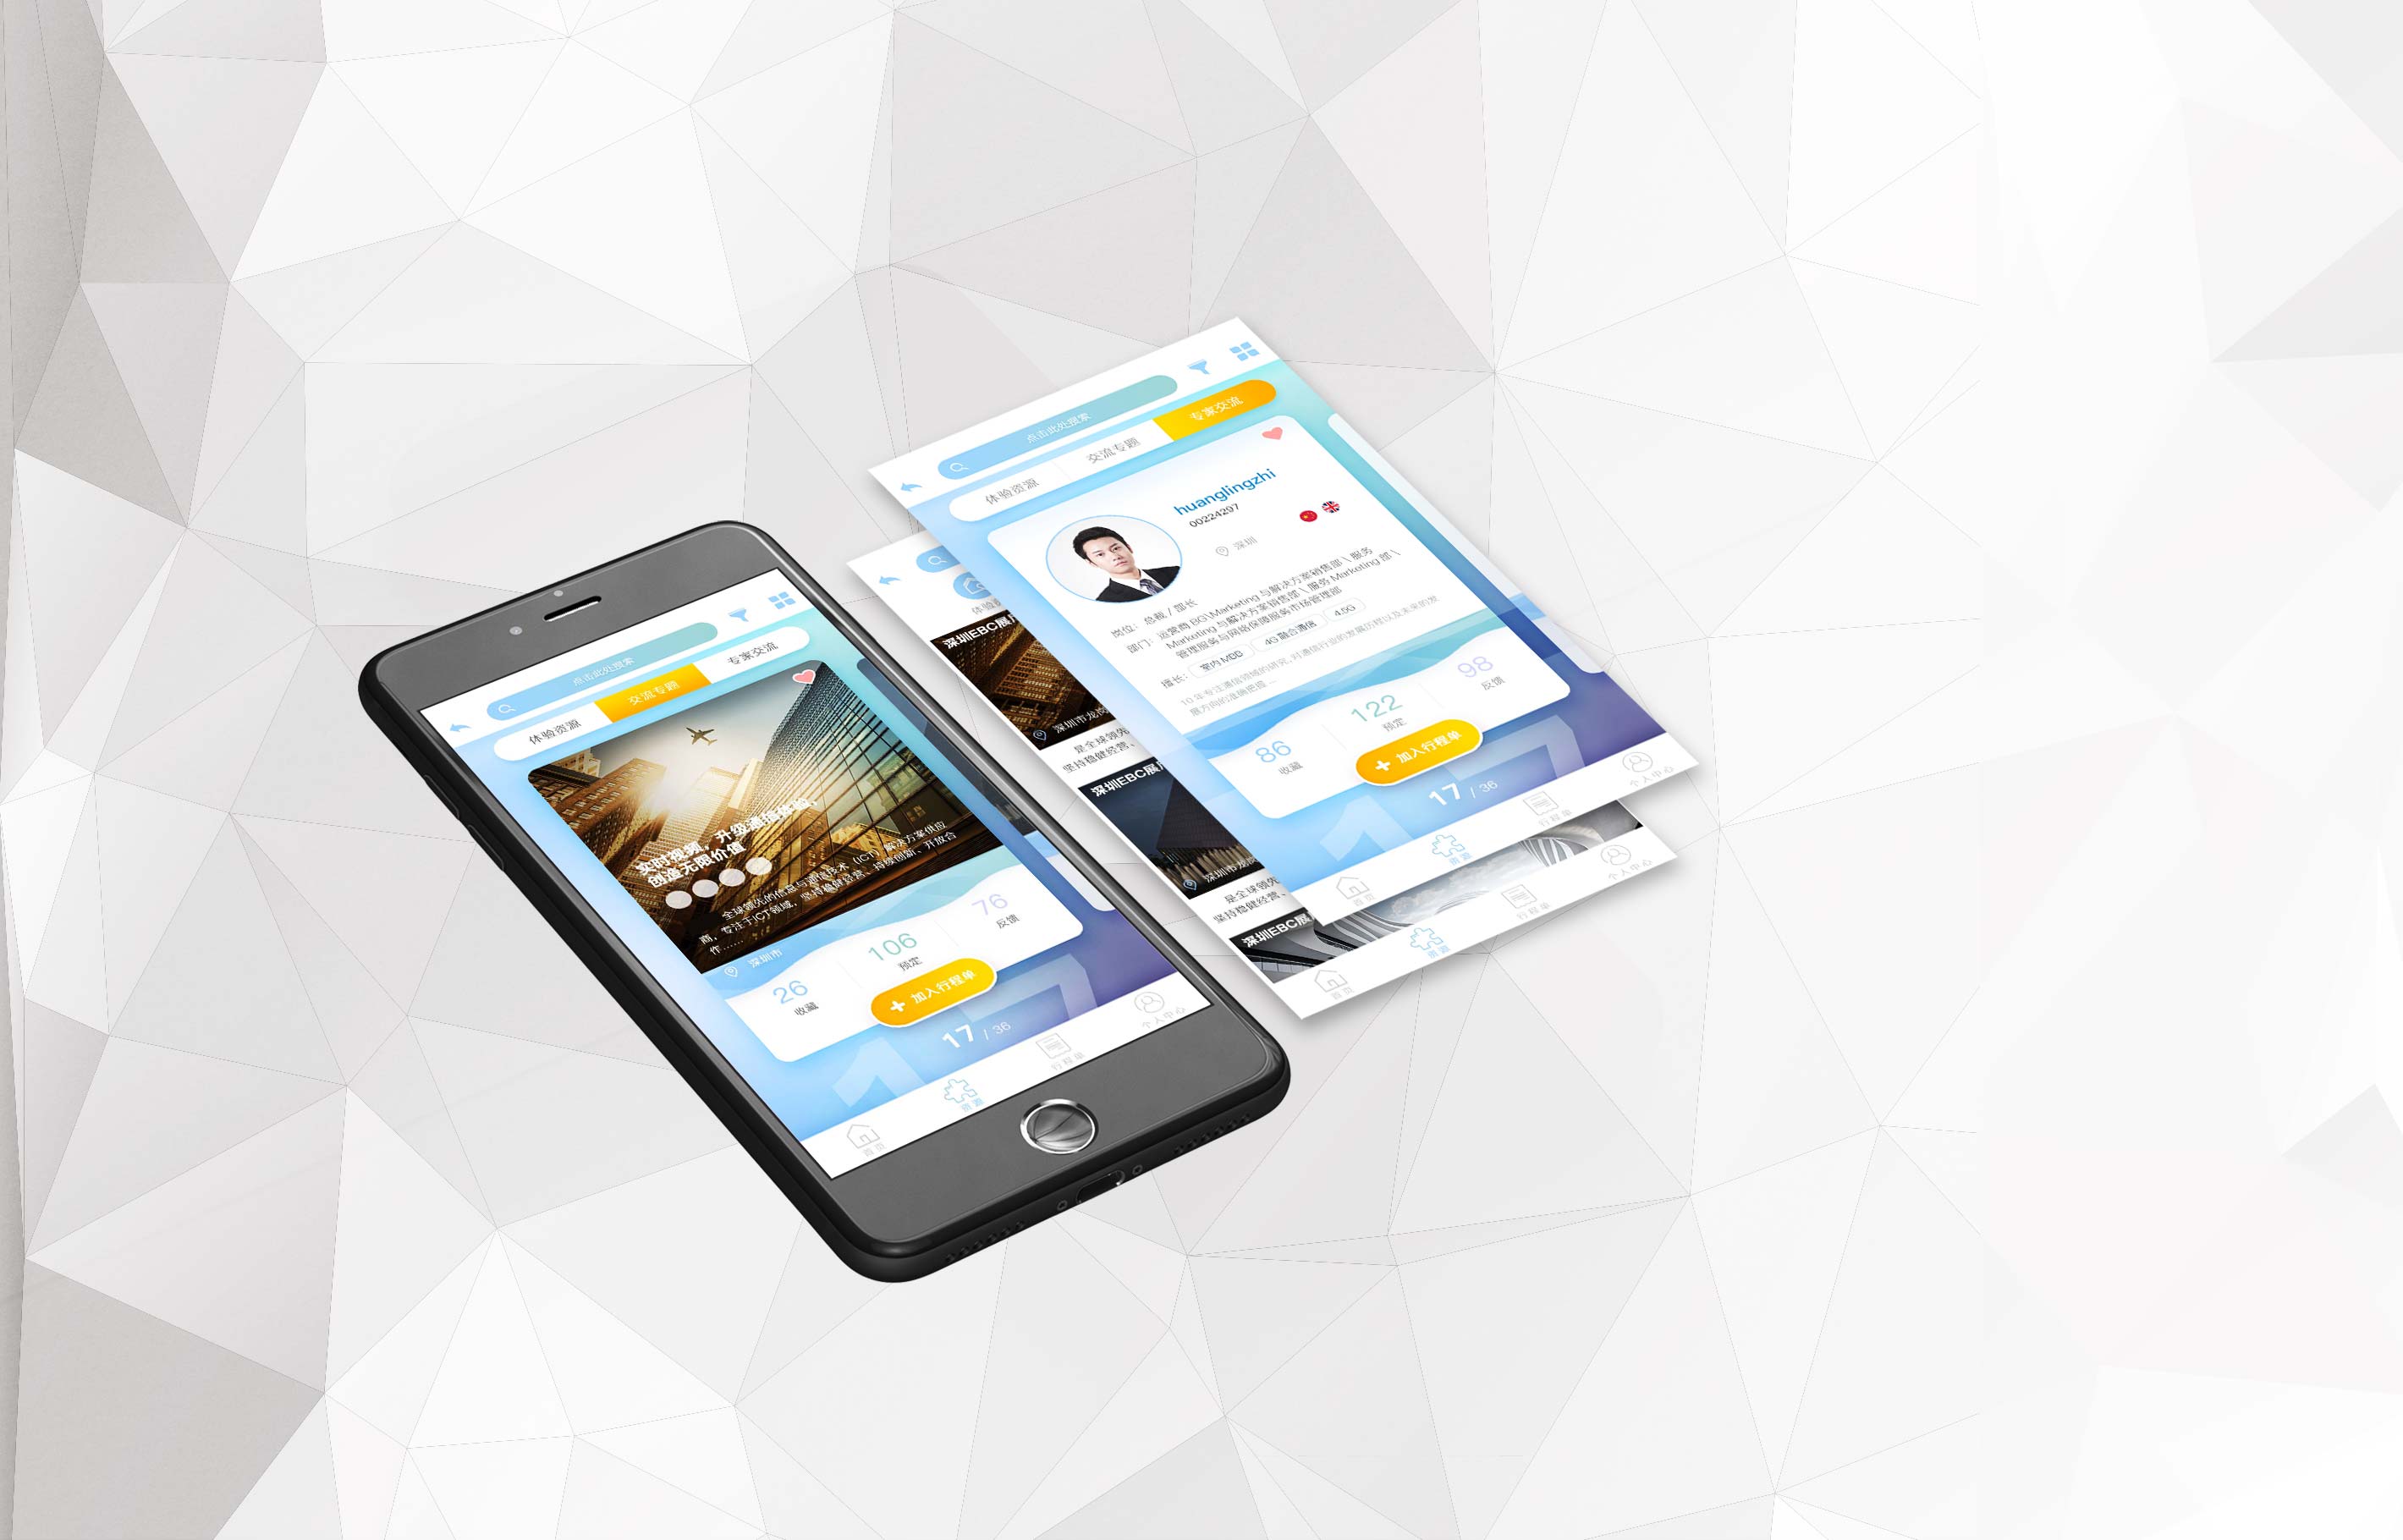 点击此处搜索
体验资源
交流专题
专家交流
实时视频，升级通信体验，
创造无限价值
全球领先的信息与通信技术（ICT）解决方案供应
商，专注于ICT领域，坚持稳健经营、持续创新、开放合
作……
深圳市
26
收藏
106
预定
76
反馈
加入行程单
17 / 36
首页
资源
行程单
个人中心
点击此处搜索
体验资源
交流专题
专家交流
huanglingzhi
00224297
深圳
岗位：总裁 / 部长
部门：运营商 BG\Marketing 与解决方案销售部 \ 服务
Marketing 与解决方案销售部 \ 服务 Marketing 部 \
管理服务与网络保障服务市场管理部
擅长：
室内 MDD
4G 融合通信
4.5G
10 年专注通信领域的研究，对通信行业的发展历程以及未来的发
展方向的准确把握 ...
86
收藏
122
预定
98
反馈
加入行程单
17 / 36
首页
资源
行程单
个人中心
体验
深圳EBC展
深圳市龙岗
是全球领先
坚持稳健经营、
深圳EBC展
深圳市龙岗
是全球领先
坚持稳健经营、
深圳EBC展
首页
资源
行程单
个人中心